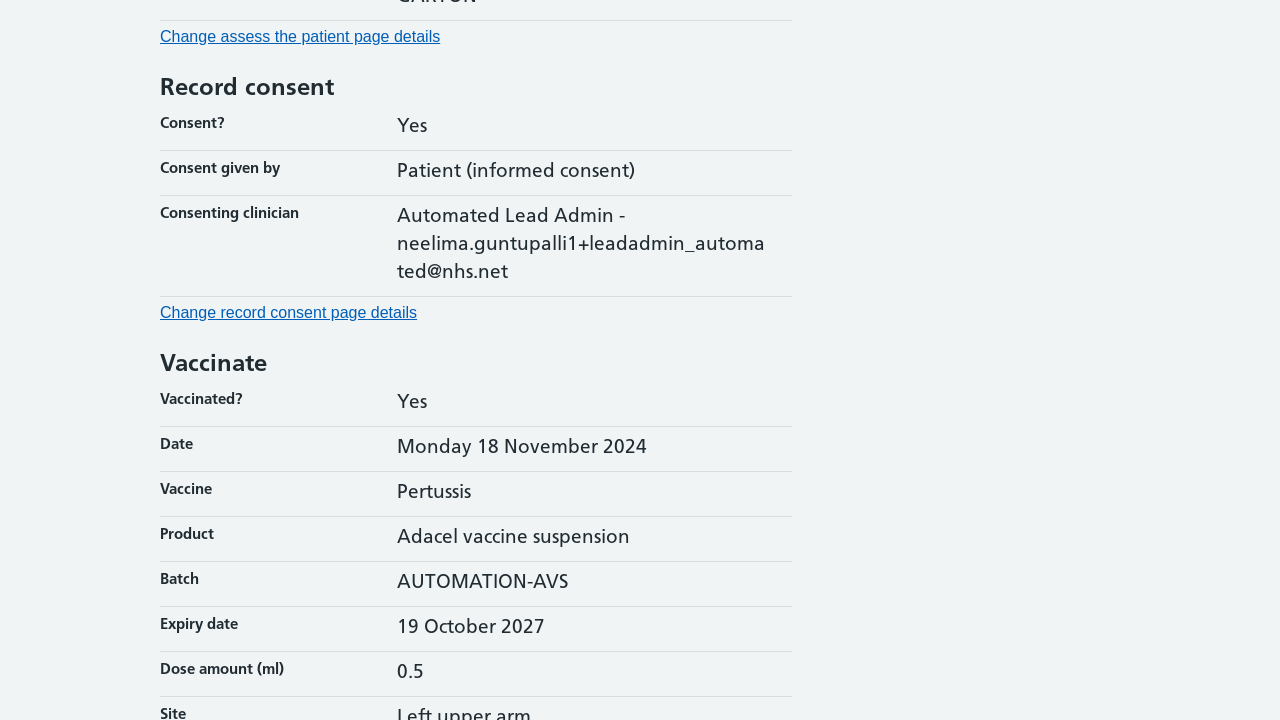 Change assess the patient page details
Record consent
Consent? Yes
Consent given by Patient (informed consent)
Consenting clinician Automated Lead Admin -
neelima.guntupalli1+leadadmin_automa
ted@nhs.net
Change record consent page details
Vaccinate
Vaccinated? Yes
Date Monday 18 November 2024
Vaccine Pertussis
Product Adacel vaccine suspension
Batch AUTOMATION-AVS
Expiry date 19 October 2027
Dose amount (ml) 0.5
Site Left upper arm